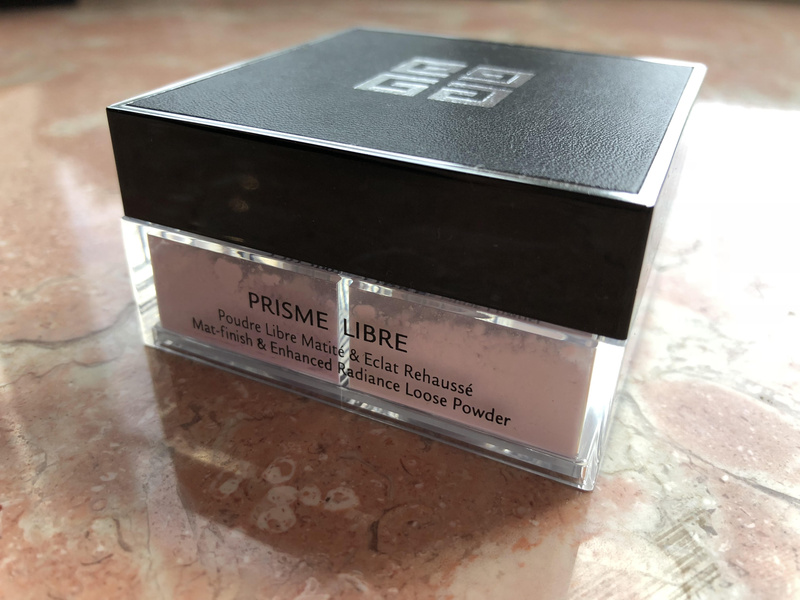 PRISME LIBRE
Poudre Libre Matité & Eclat Rehaussé
Mat-finish & Enhanced Radiance Loose Powder